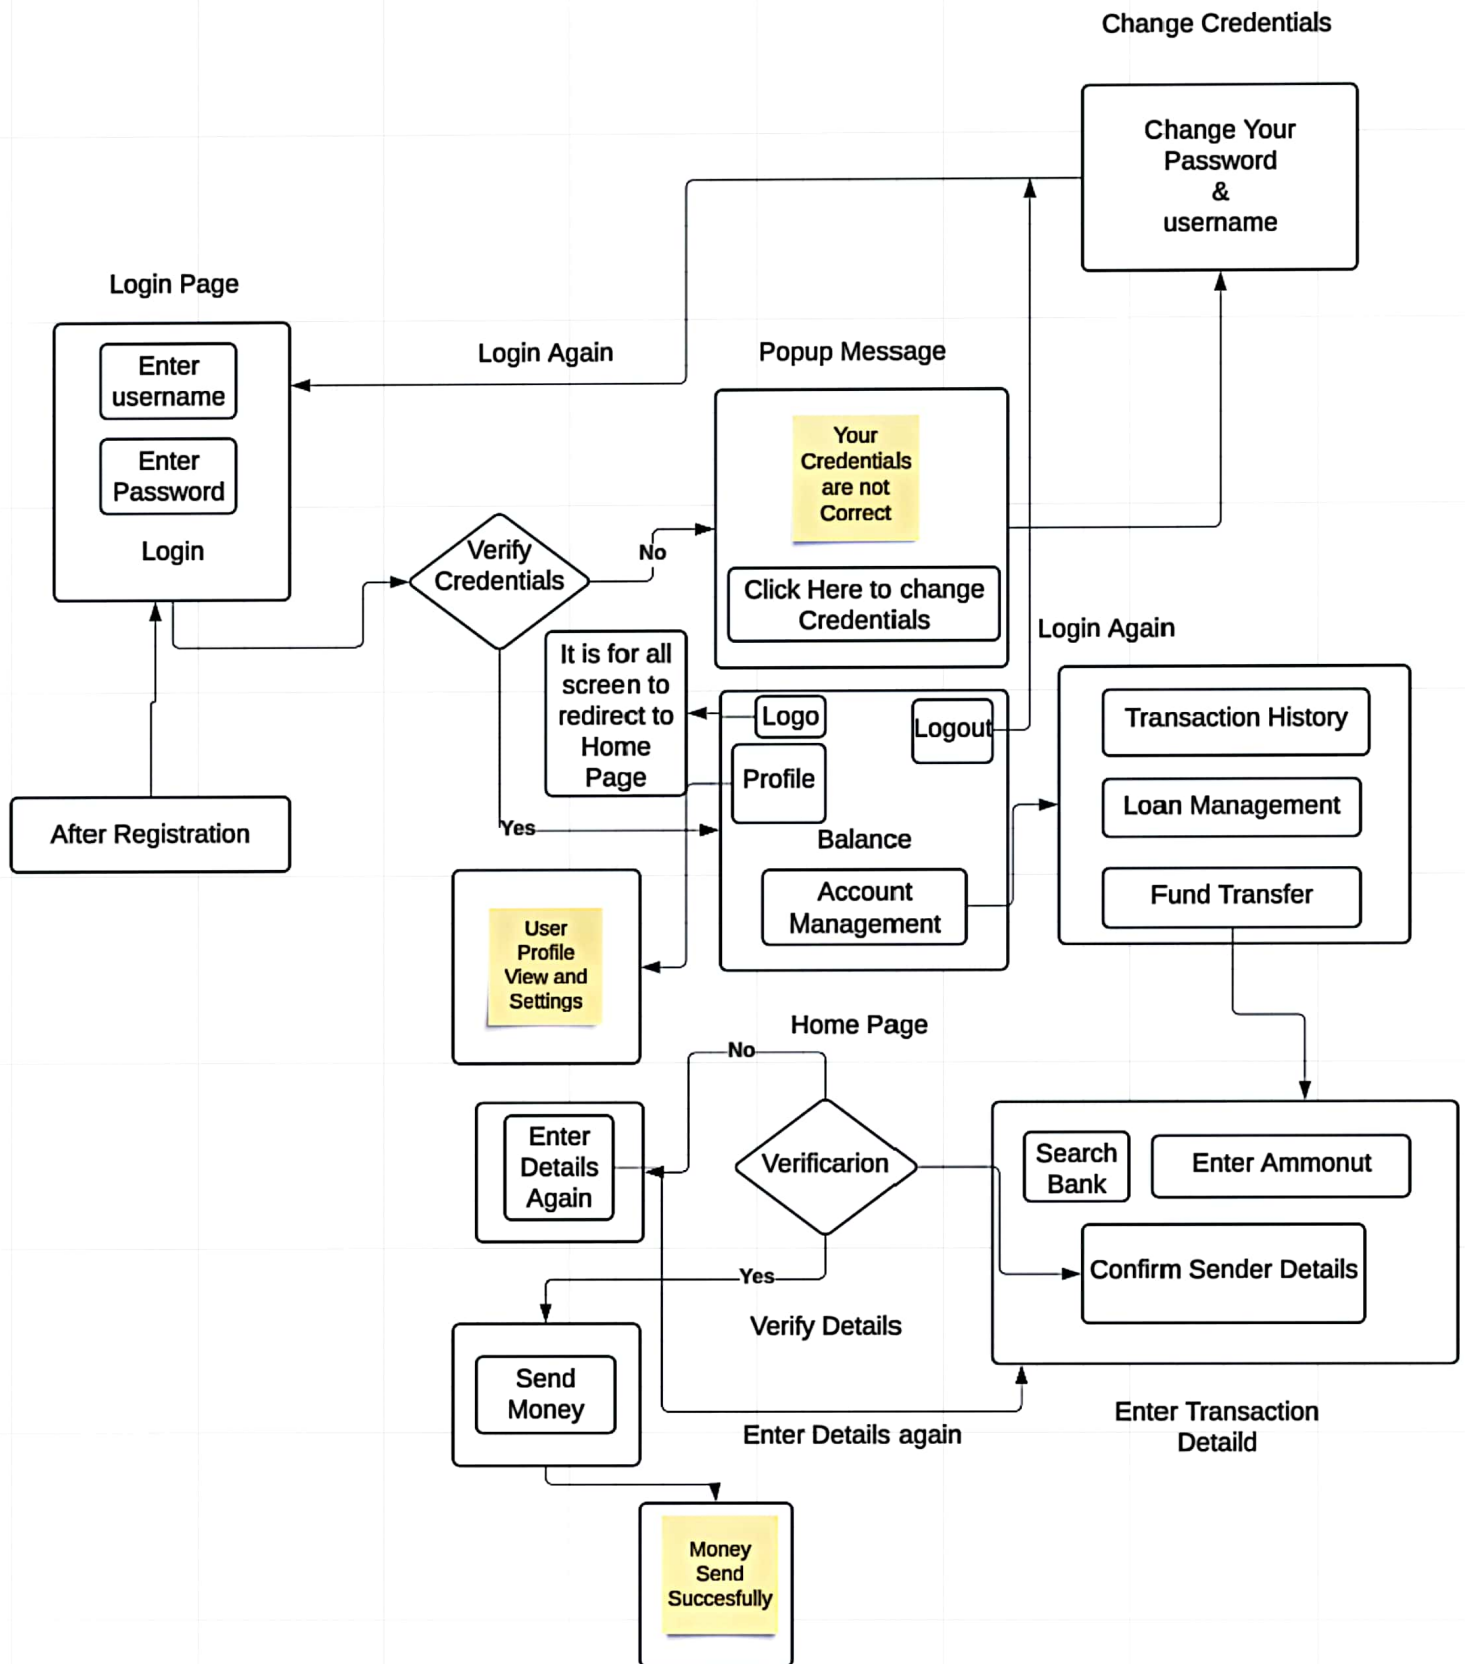 Change Credentials
Change Your
Password
&
username
Login Page
Enter
username
Enter
Password
Login
Login Again
Popup Message
Your
Credentials
are not
Correct
Click Here to change
Credentials
Verify
Credentials
No
Yes
After Registration
It is for all
screen to
redirect to
Home
Page
Logo
Logout
Profile
Balance
Account
Management
Home Page
Login Again
Transaction History
Loan Management
Fund Transfer
User
Profile
View and
Settings
No
Verificarion
Yes
Verify Details
Enter
Details
Again
Search
Bank
Enter Ammonut
Confirm Sender Details
Enter Transaction
Detaild
Enter Details again
Send
Money
Money
Send
Succesfully